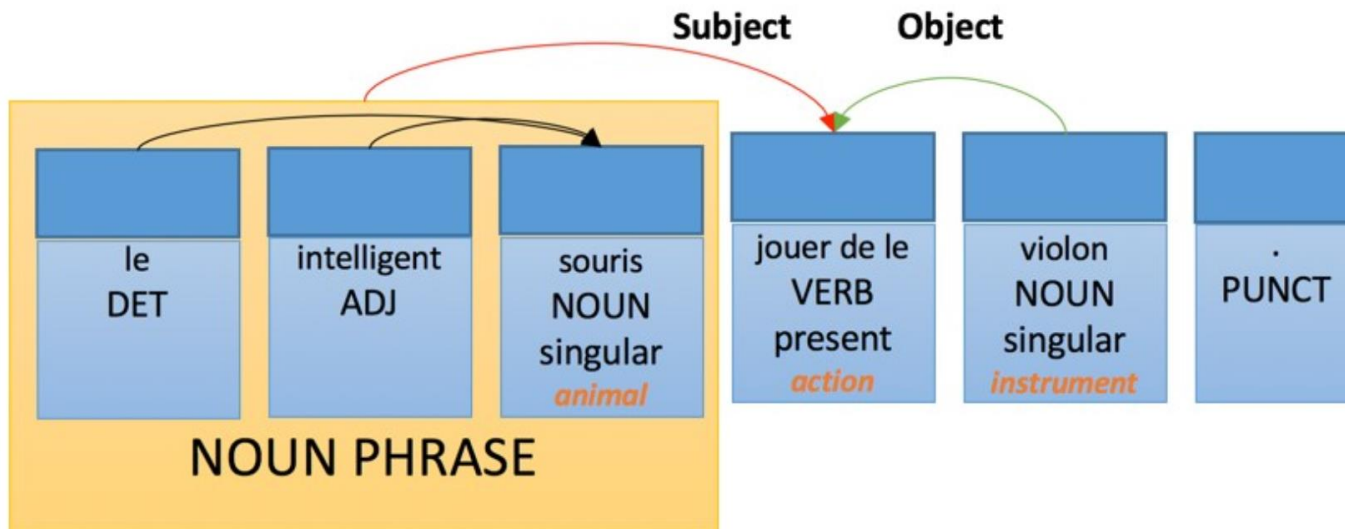 Subject
Object
le
DET
intelligent
ADJ
souris
NOUN
singular
animal
NOUN PHRASE
jouer de le
VERB
present
action
violon
NOUN
singular
instrument
.
PUNCT